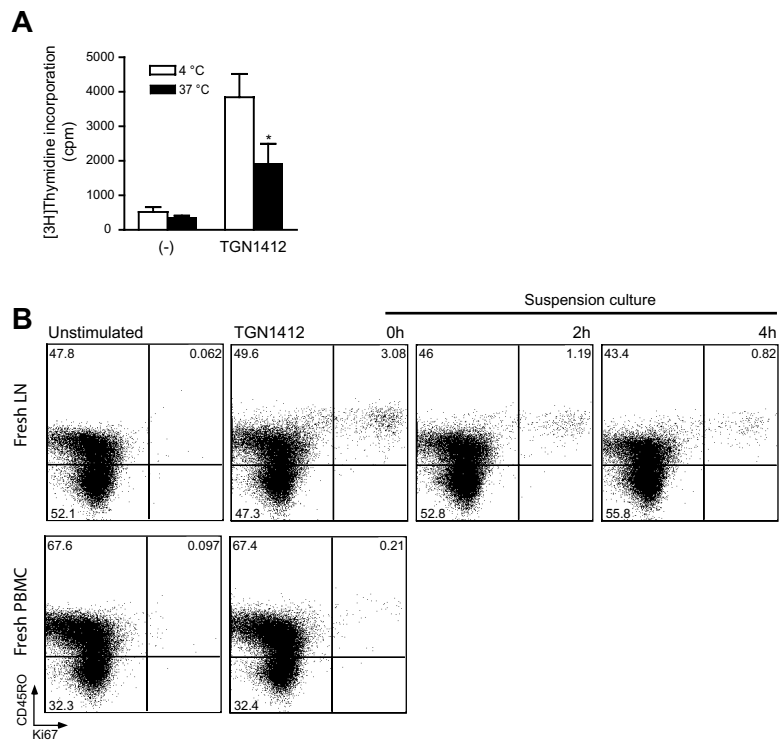 A
[3H]Thymidine incorporation
(cpm)
5000
4000
3000
2000
1000
0
4 °C
37 °C
*
(-)
TGN1412
B
Suspension culture
Unstimulated
TGN1412
0h
2h
4h
Fresh LN
47.8
0.062
52.1
49.6
3.08
47.3
46
1.19
52.8
43.4
0.82
55.8
Fresh PBMC
67.6
0.097
32.3
67.4
0.21
32.4
CD45RO
Ki67